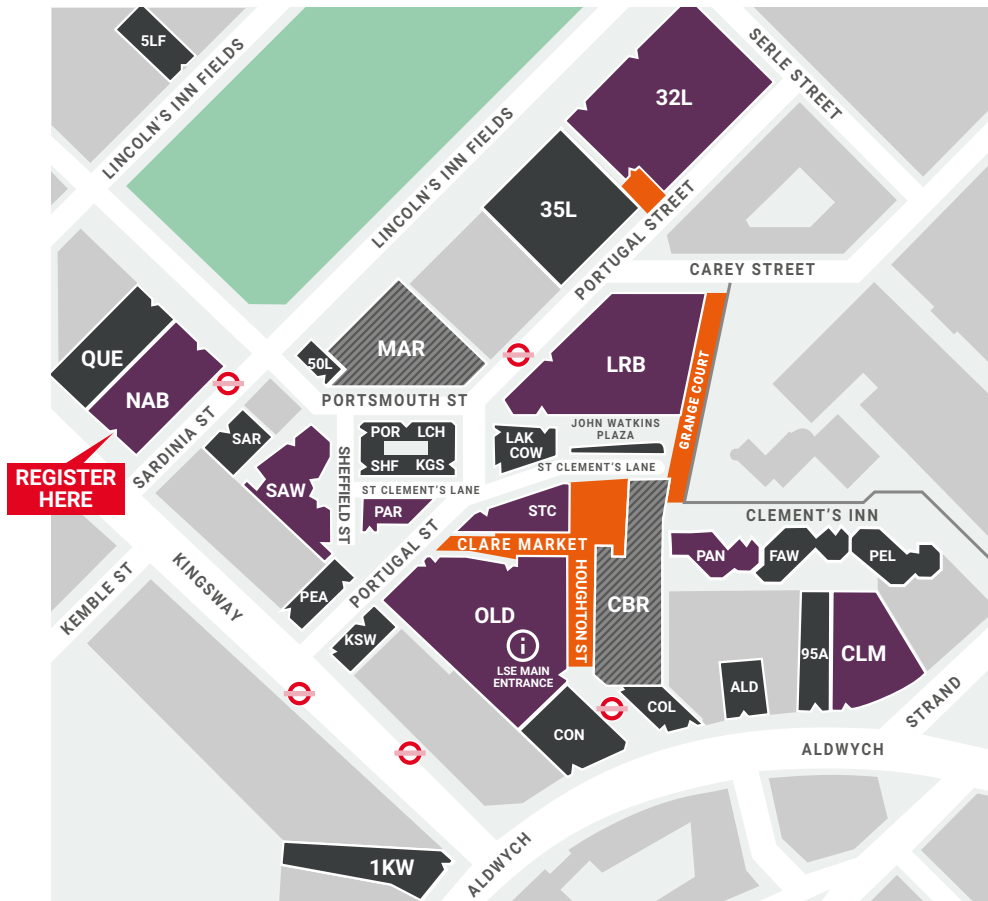 5LF
LINCOLN'S INN FIELDS
SERLE STREET
32L
LINCOLN'S INN FIELDS
35L
PORTUGAL STREET
CAREY STREET
QUE
MAR
50L
LRB
NAB
PORTSMOUTH ST
GRANGE COURT
SARDINIA ST
SAR
POR
LCH
SHF
KGS
LAK
COW
JOHN WATKINS
PLAZA
ST CLEMENT'S LANE
REGISTER
HERE
SAW
SHEFFIELD ST
ST CLEMENT'S LANE
PAR
STC
CLEMENT'S INN
PORTUGAL ST
CLARE MARKET
PAN
FAW
PEL
KEMBLE ST
KINGSWAY
PEA
HOUGHTON ST
CBR
OLD
KSW
i
LSE MAIN
ENTRANCE
95A
CLM
ALD
COL
CON
STRAND
ALDWYCH
1KW
ALDWYCH